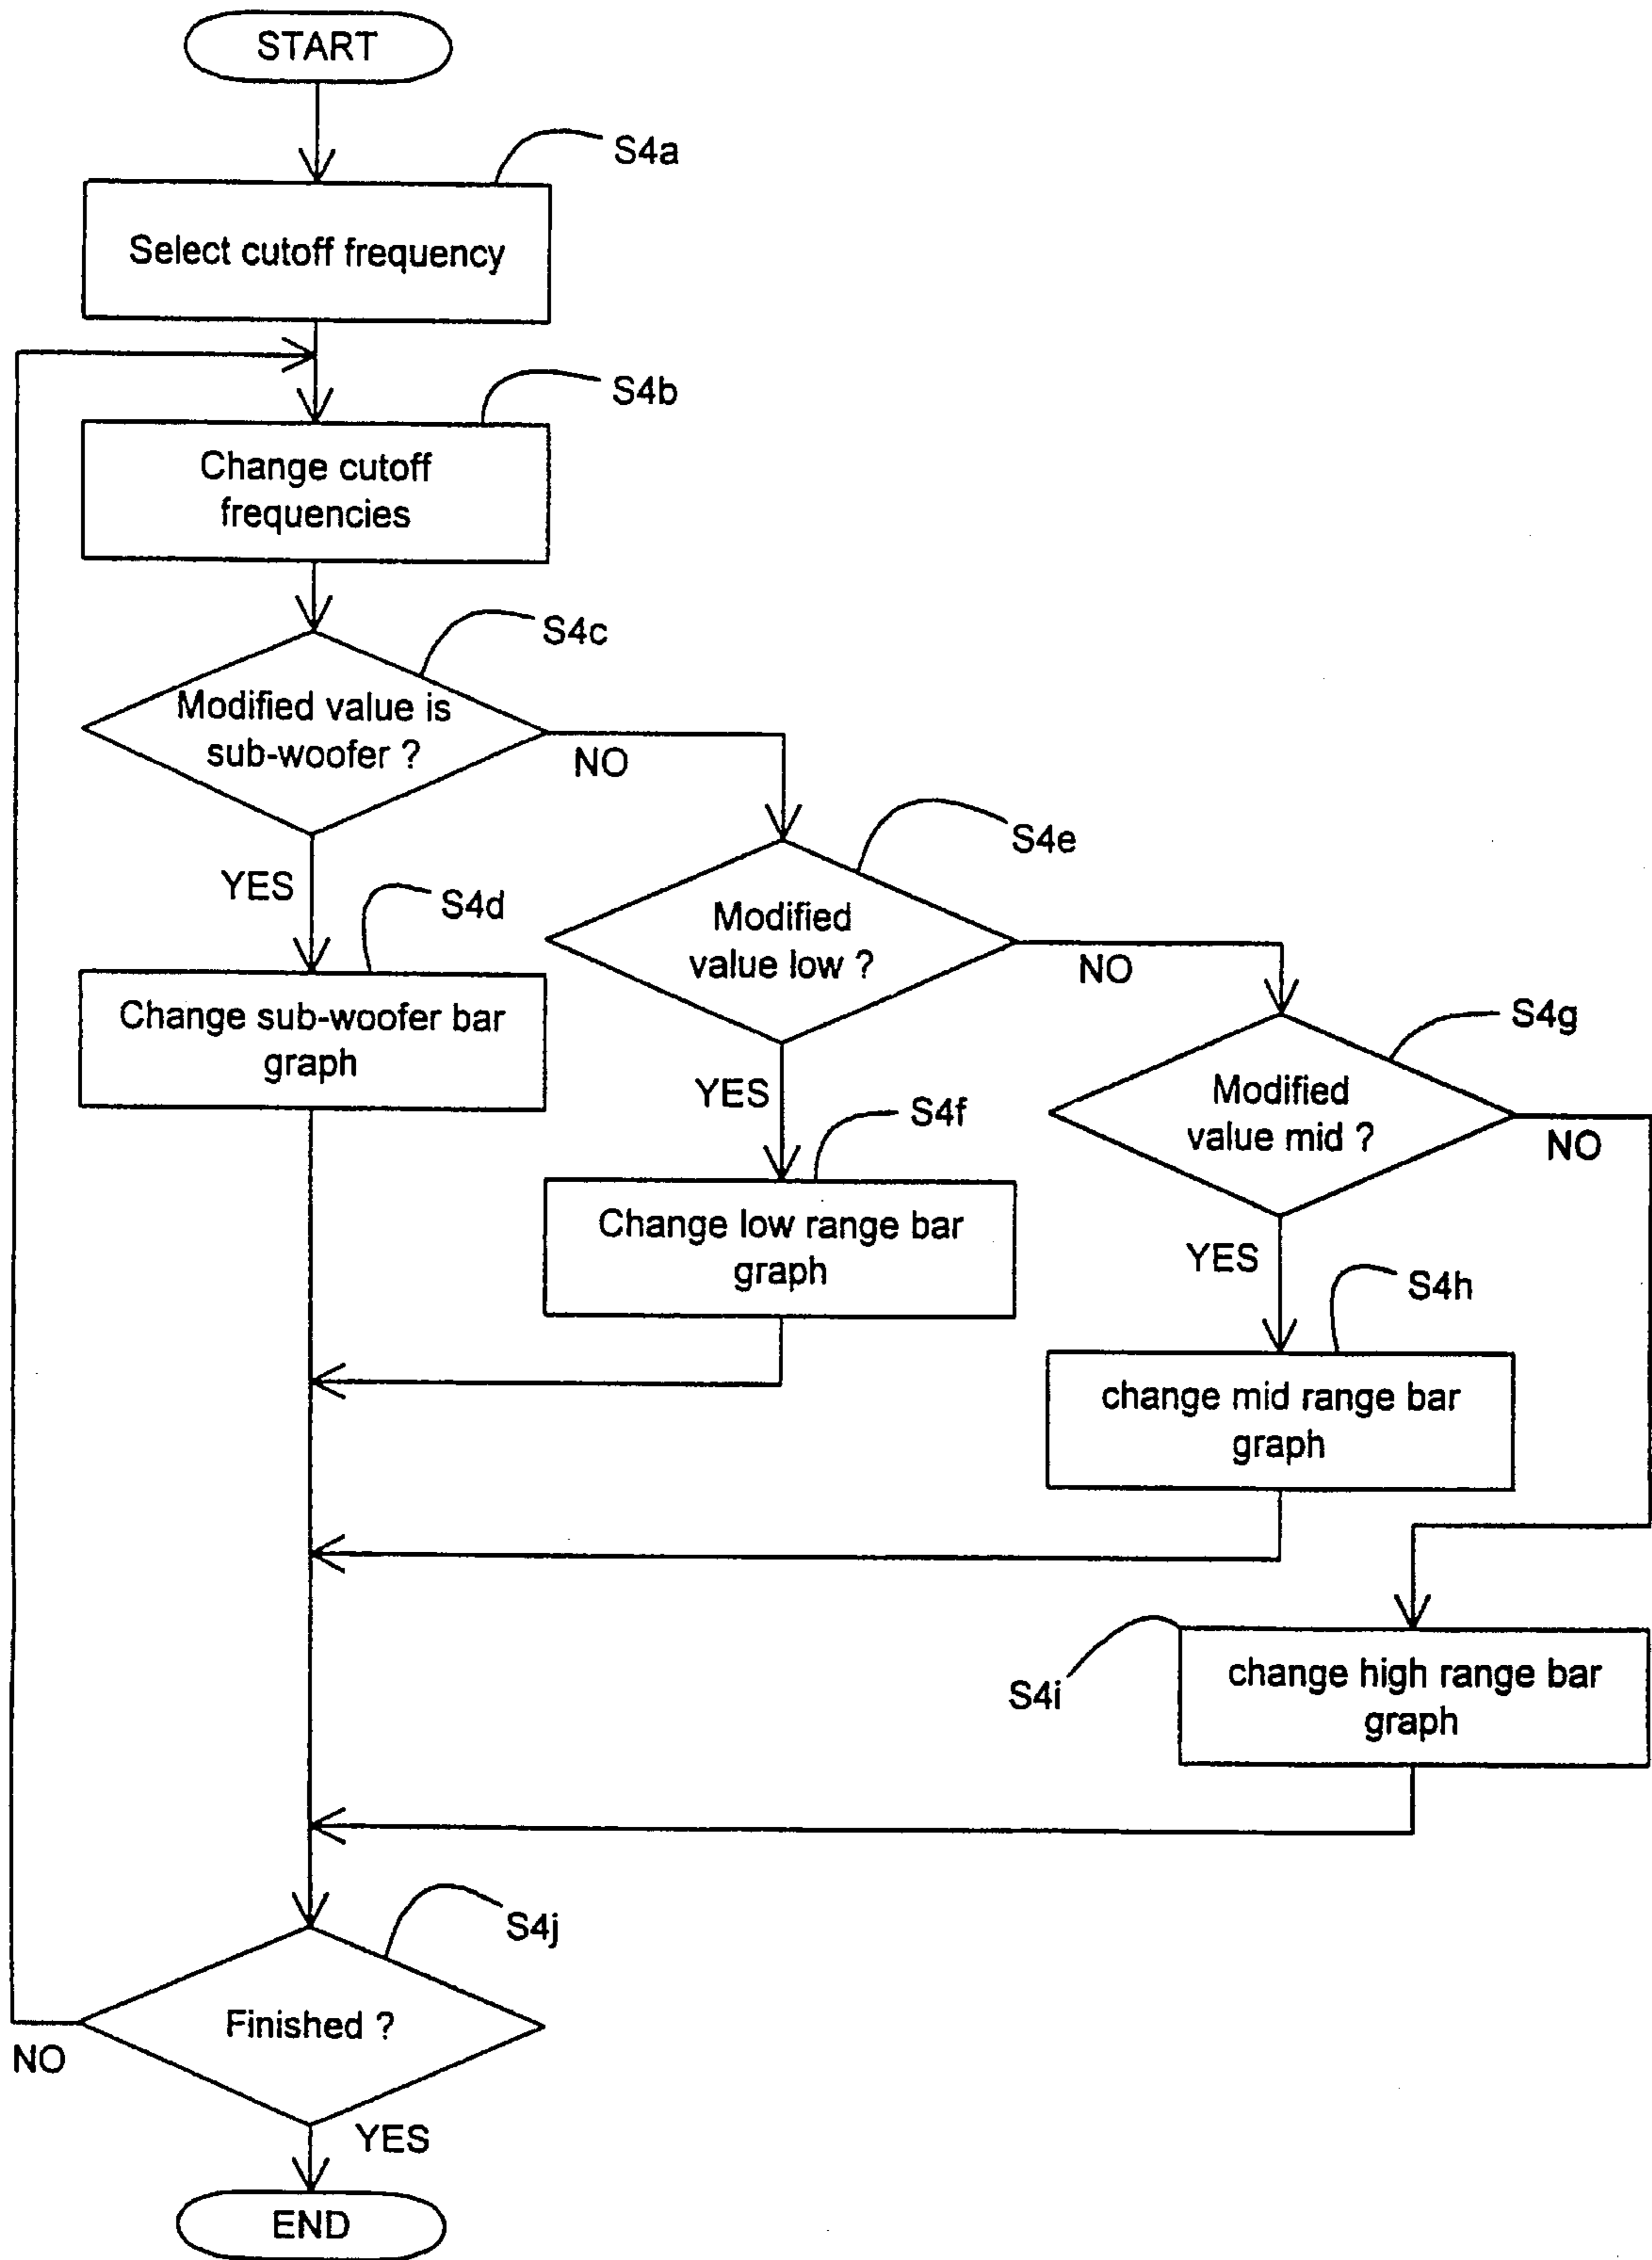 START
S4a
Select cutoff frequency
S4b
Change cutoff
frequencies
S4c
Modified value is
sub-woofer ?
NO
YES
S4e
Modified
value low ?
NO
S4d
Change sub-woofer bar
graph
S4g
Modified
value mid ?
NO
YES
S4f
Change low range bar
graph
YES
S4h
change mid range bar
graph
S4i
change high range bar
graph
S4j
Finished ?
NO
YES
END